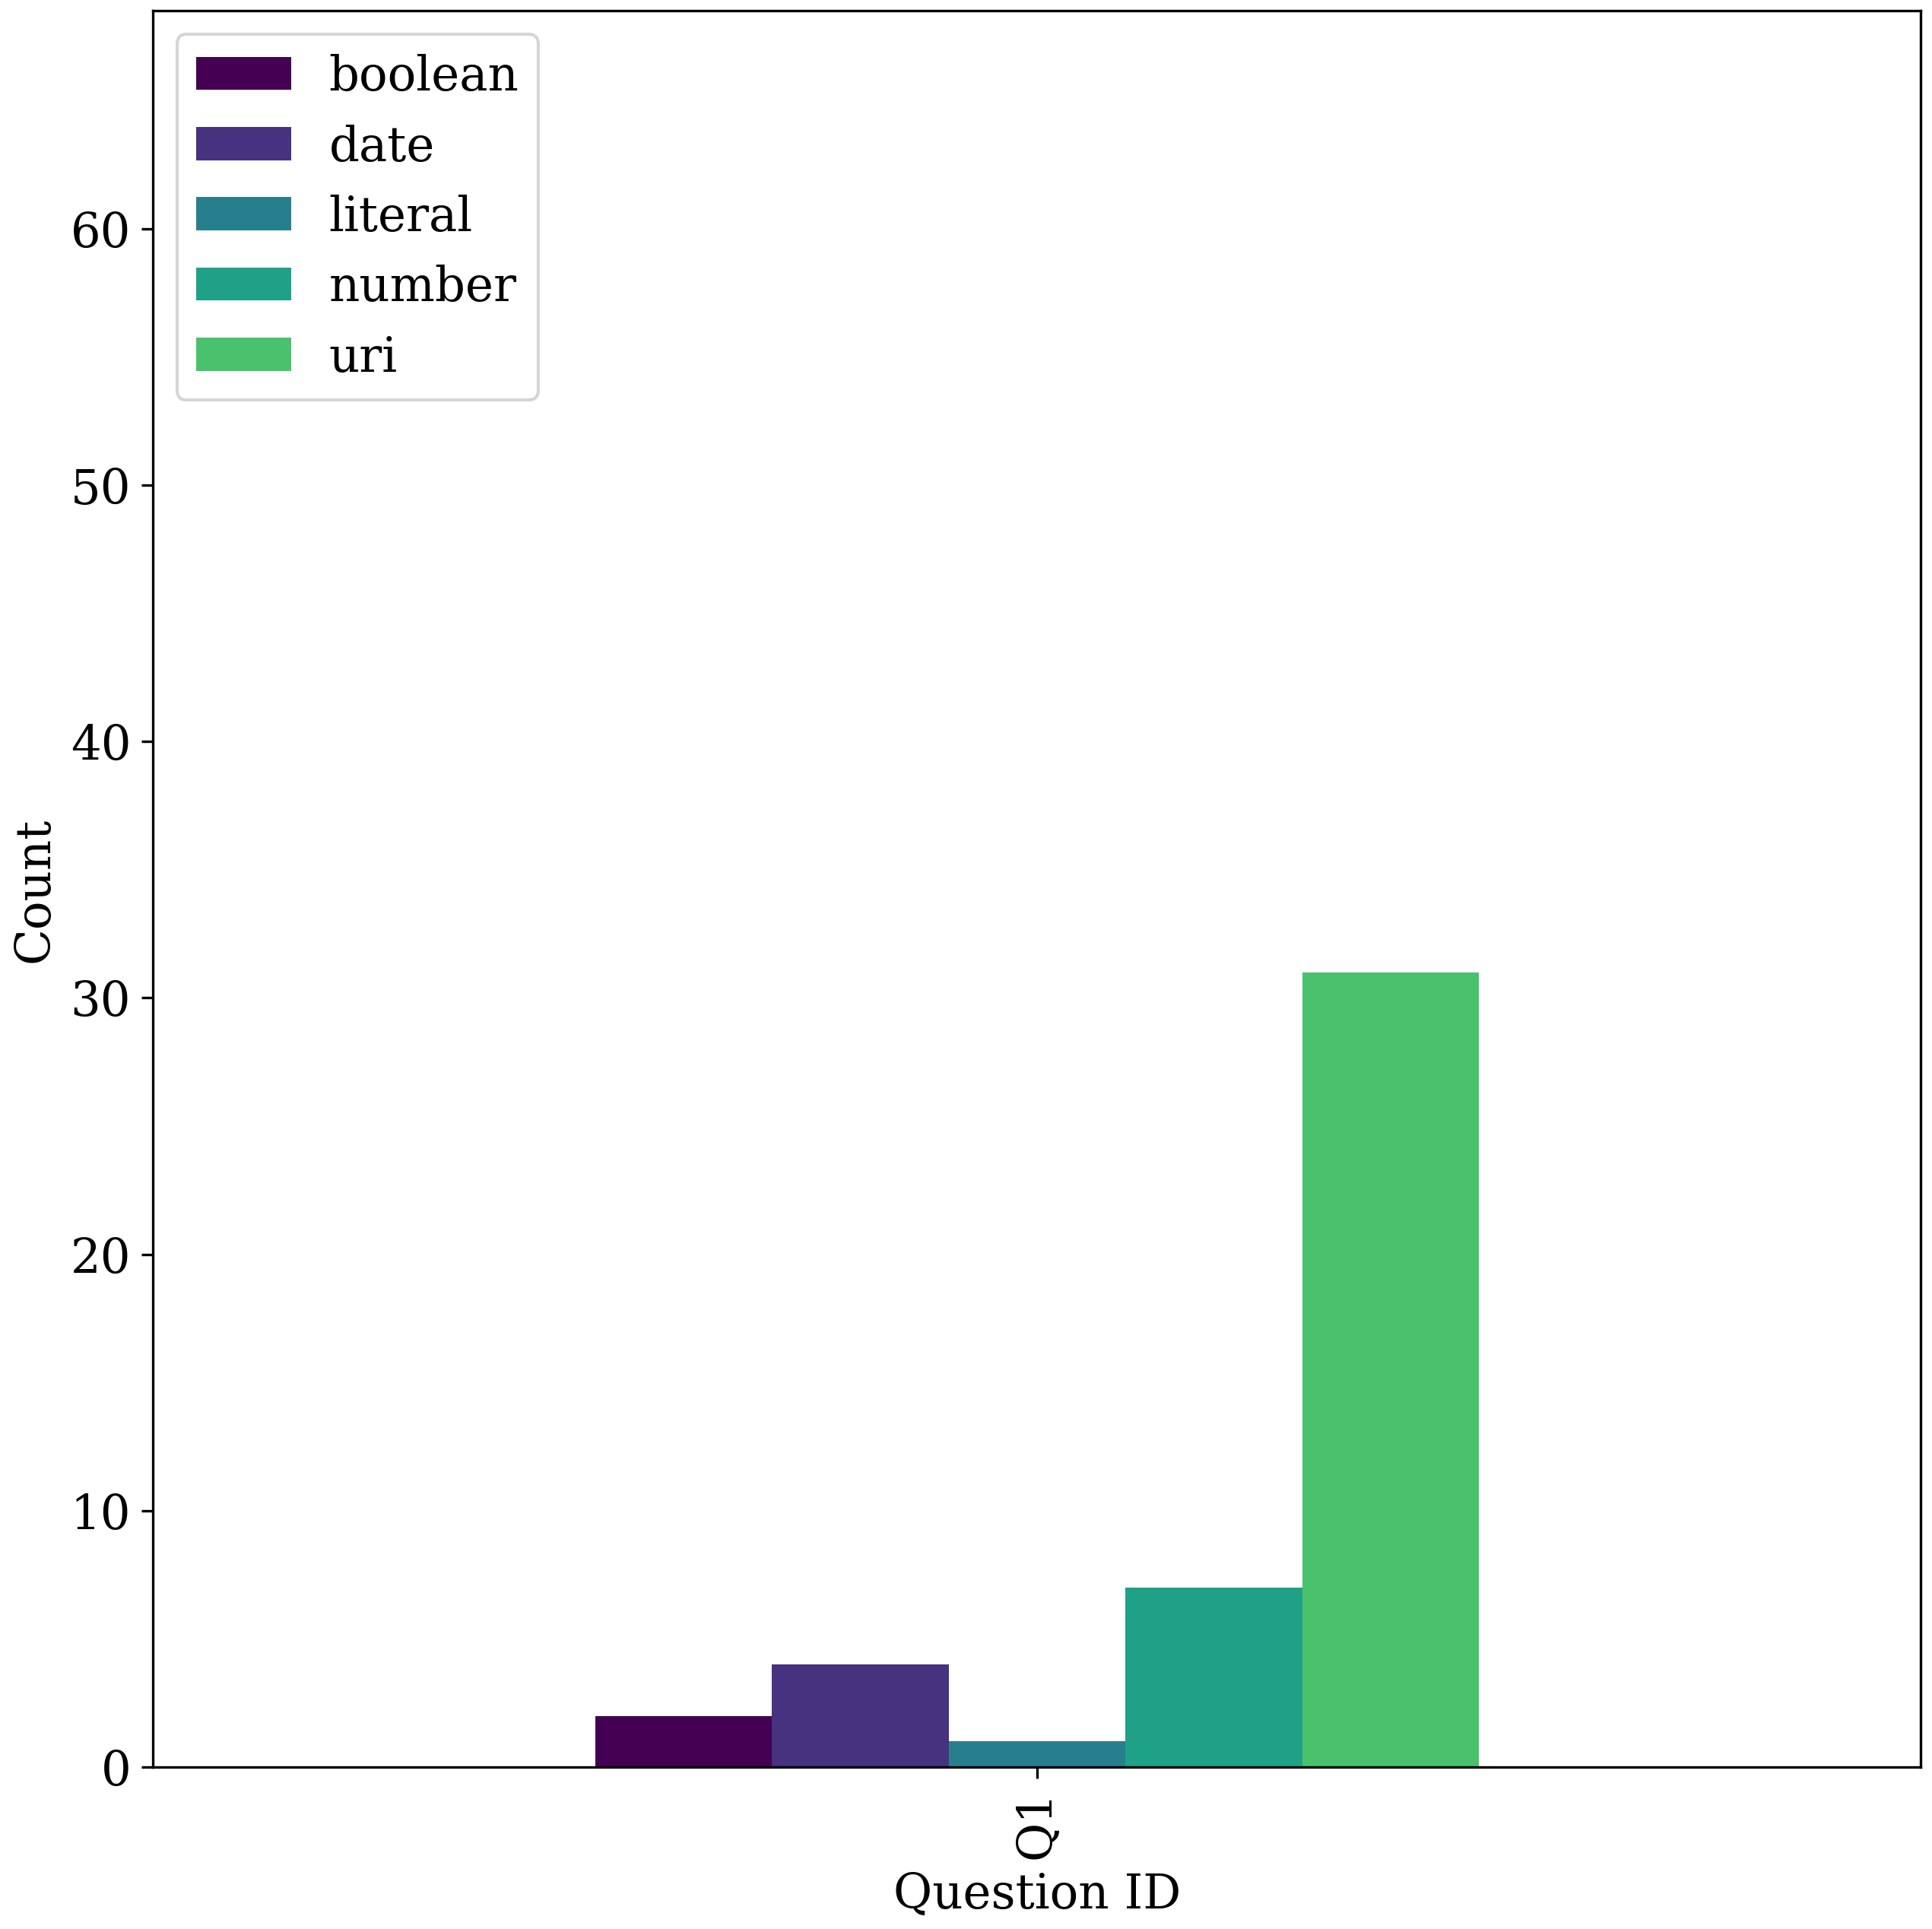 boolean
date
literal
number
uri
60
50
40
30
20
10
0
Count
Q1
Question ID